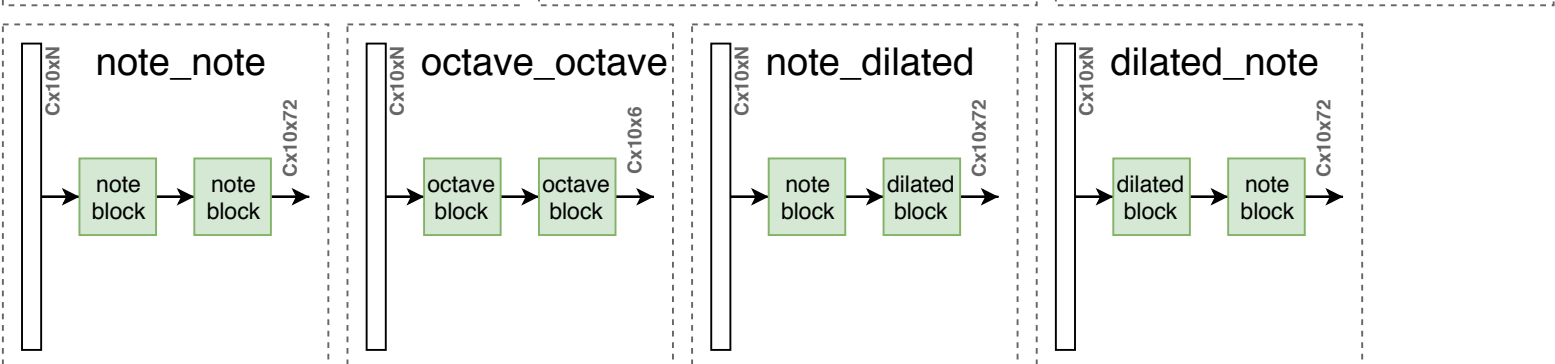 note_note
Cx10xN
note
block
note
block
Cx10x72
octave_octave
Cx10xN
octave
block
octave
block
Cx10x6
note_dilated
Cx10xN
note
block
dilated
block
Cx10x72
dilated_note
Cx10xN
dilated
block
note
block
Cx10x72